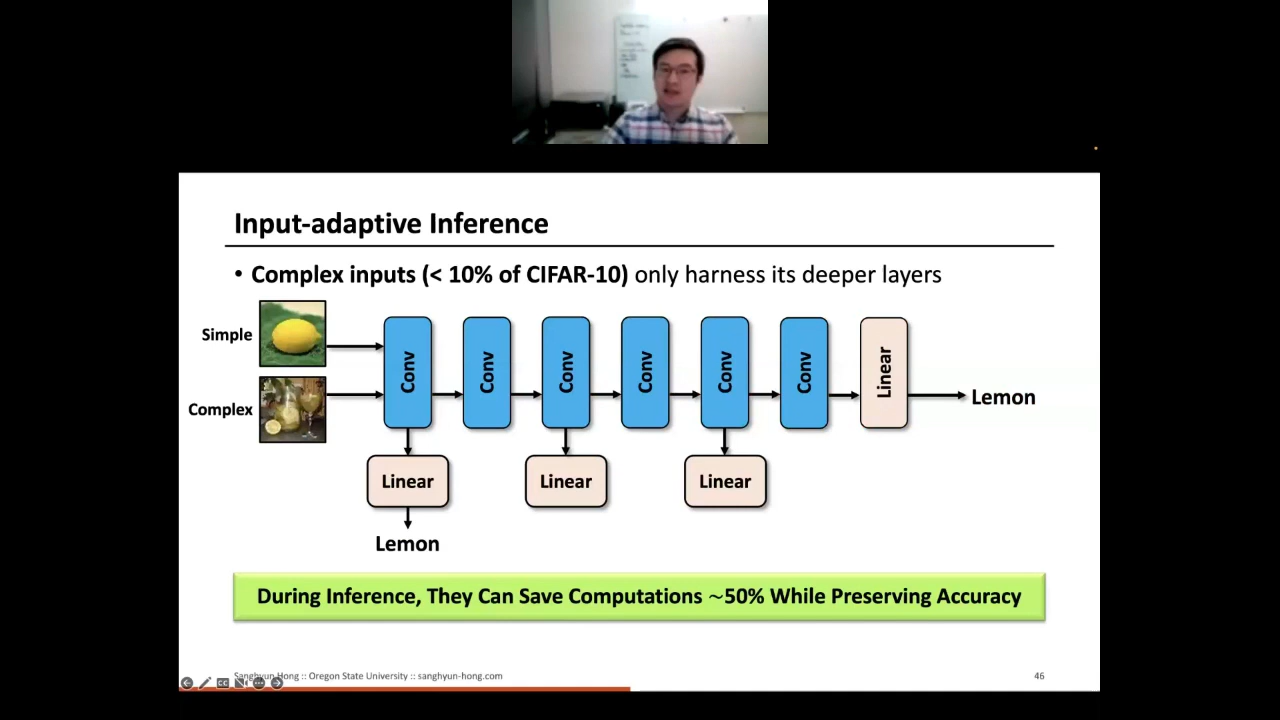 Input-adaptive Inference
• Complex inputs (< 10% of CIFAR-10) only harness its deeper layers
Simple
Complex
Conv
Conv
Conv
Conv
Conv
Conv
Linear
Lemon
Linear
Linear
Linear
Lemon
During Inference, They Can Save Computations ~50% While Preserving Accuracy
Sanghyun Hong :: Oregon State University :: sanghyun-hong.com
46